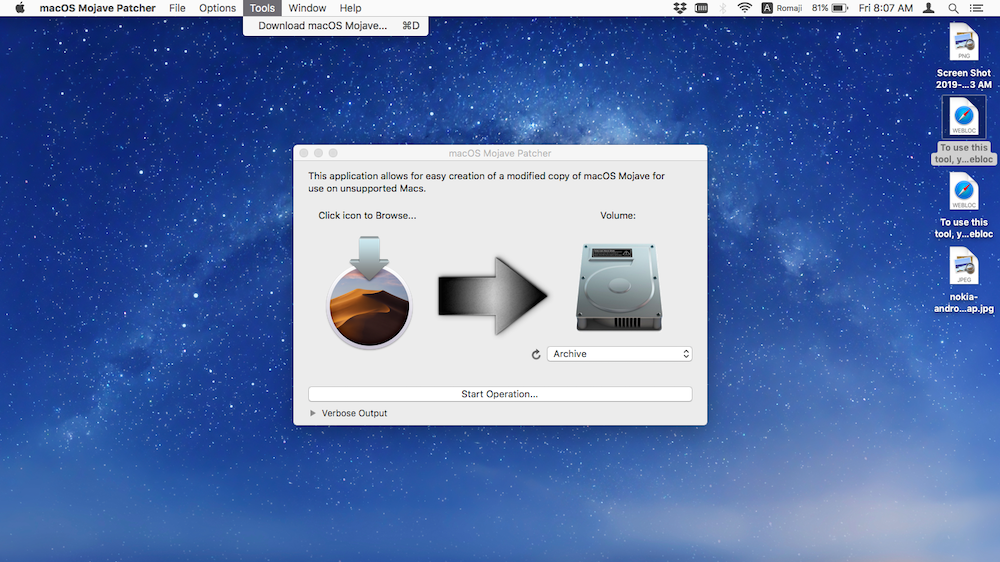 macOS Mojave Patcher File Options Tools Window Help A Romaji 81% Fri 8:07 AM
Download macOS Mojave... ⌘D
PNG
Screen Shot
2019-...3 AM
WEBLOC
To use this
tool, y...ebloc
WEBLOC
To use this
tool, y...ebloc
JPEG
nokia-
andro...ap.jpg
macOS Mojave Patcher
This application allows for easy creation of a modified copy of macOS Mojave for
use on unsupported Macs.
Click icon to Browse...
Volume:
Archive
Start Operation...
Verbose Output